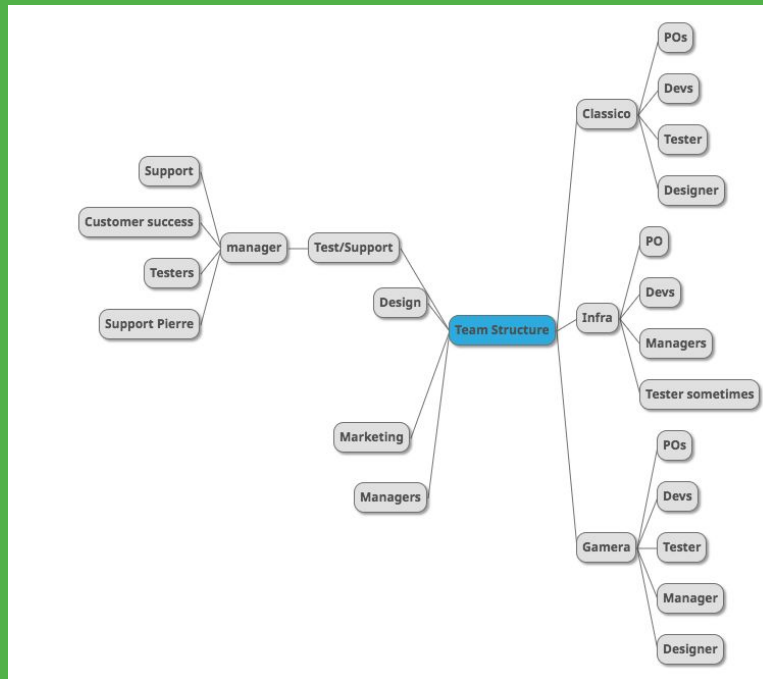 Team Structure
Classico
POs
Devs
Tester
Designer
Infra
PO
Devs
Managers
Tester sometimes
Gamera
POs
Devs
Tester
Manager
Designer
Test/Support
manager
Support
Customer success
Testers
Support Pierre
Design
Marketing
Managers